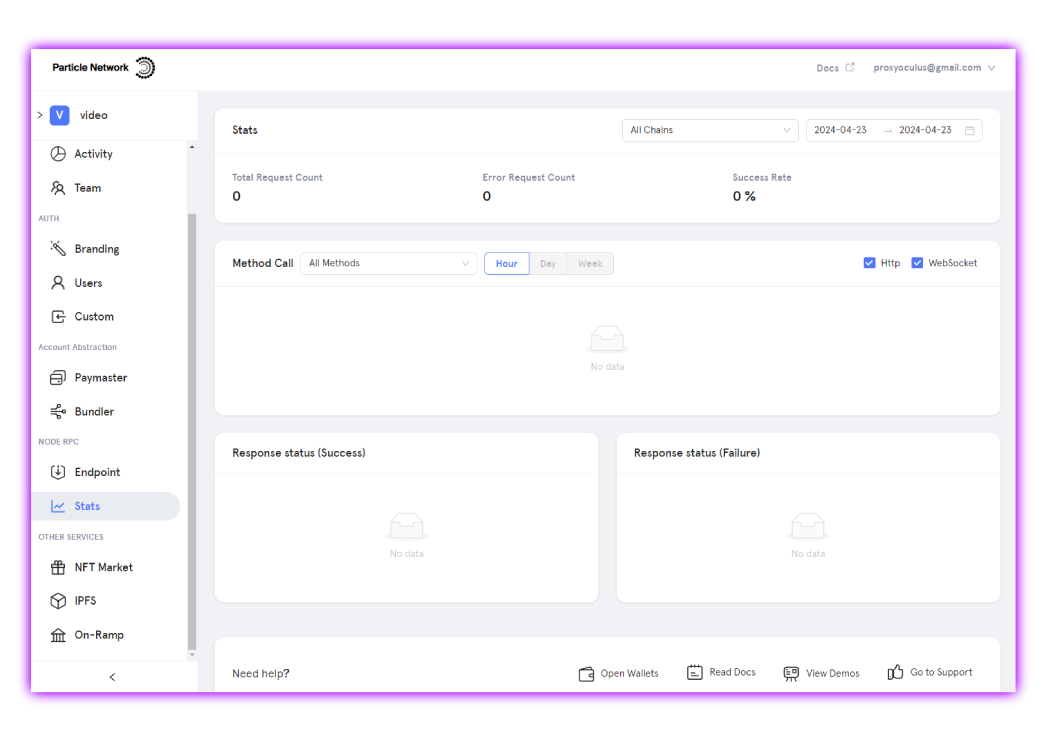 Particle Network
Docs
proxyoculus@gmail.com
V video
Activity
Team
AUTH
Branding
Users
Custom
Account Abstraction
Paymaster
Bundler
NODE RPC
Endpoint
Stats
OTHER SERVICES
NFT Market
IPFS
On-Ramp
Stats
All Chains
2024-04-23 → 2024-04-23
Total Request Count
0
Error Request Count
0
Success Rate
0 %
Method Call
All Methods
Hour Day Week
Http WebSocket
No data
Response status (Success)
No data
Response status (Failure)
No data
Need help?
Open Wallets
Read Docs
View Demos
Go to Support